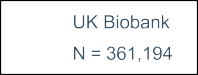 UK Biobank
N = 361,194